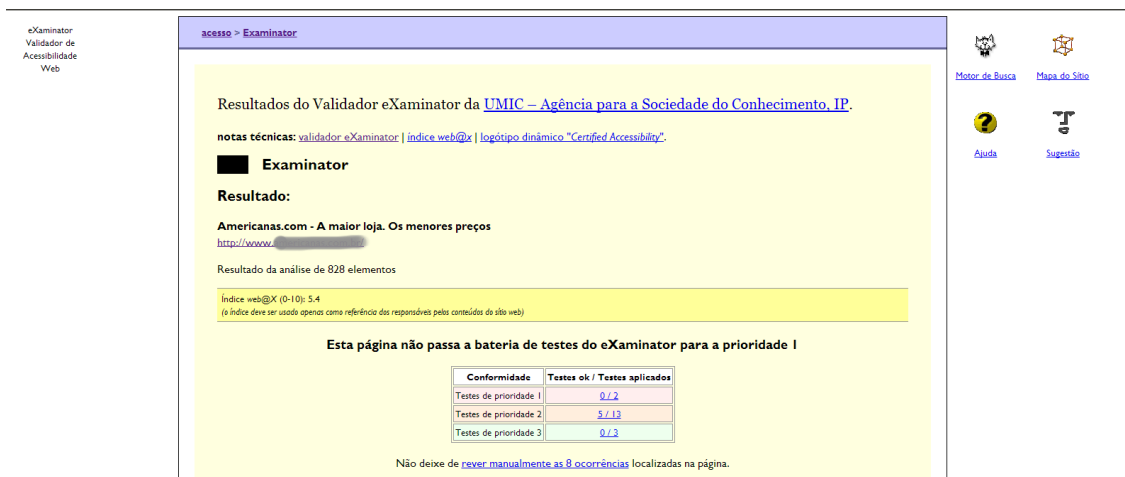 eXaminator
Validador de
Acessibilidade
Web
acesso > Examinator
Motor de Busca
Mapa do Sítio
Ajuda
Sugestão
Resultados do Validador eXaminator da UMIC – Agência para a Sociedade do Conhecimento, IP.
notas técnicas: validador eXaminator | índice web@x | logótipo dinâmico "Certified Accessibility".
Examinator
Resultado:
Americanas.com - A maior loja. Os menores preços
http://www.
Resultado da análise de 828 elementos
Índice web@X (0-10): 5.4
(o índice deve ser usado apenas como referência dos responsáveis pelos conteúdos do sítio web)
Esta página não passa a bateria de testes do eXaminator para a prioridade 1
Conformidade Testes ok / Testes aplicados
Testes de prioridade 1 0 / 2
Testes de prioridade 2 5 / 13
Testes de prioridade 3 0 / 3
Não deixe de rever manualmente as 8 ocorrências localizadas na página.